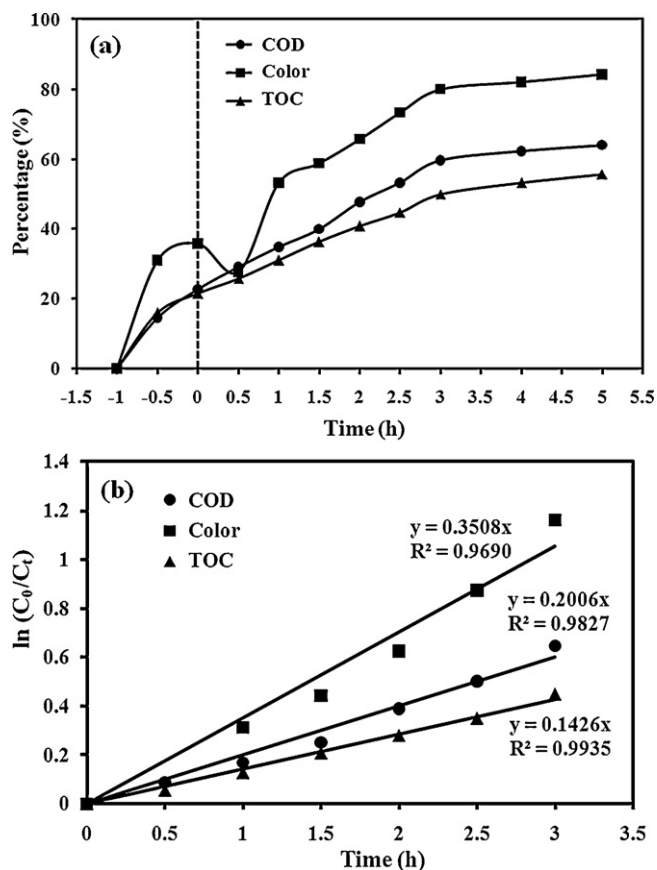 (a)
COD
Color
TOC
Percentage (%)
100
80
60
40
20
0
-1.5 -1 -0.5 0 0.5 1 1.5 2 2.5 3 3.5 4 4.5 5 5.5
Time (h)
(b)
COD
Color
TOC
ln (C₀/Cₜ)
1.4
1.2
1
0.8
0.6
0.4
0.2
0
y = 0.3508x
R² = 0.9690
y = 0.2006x
R² = 0.9827
y = 0.1426x
R² = 0.9935
0 0.5 1 1.5 2 2.5 3 3.5
Time (h)